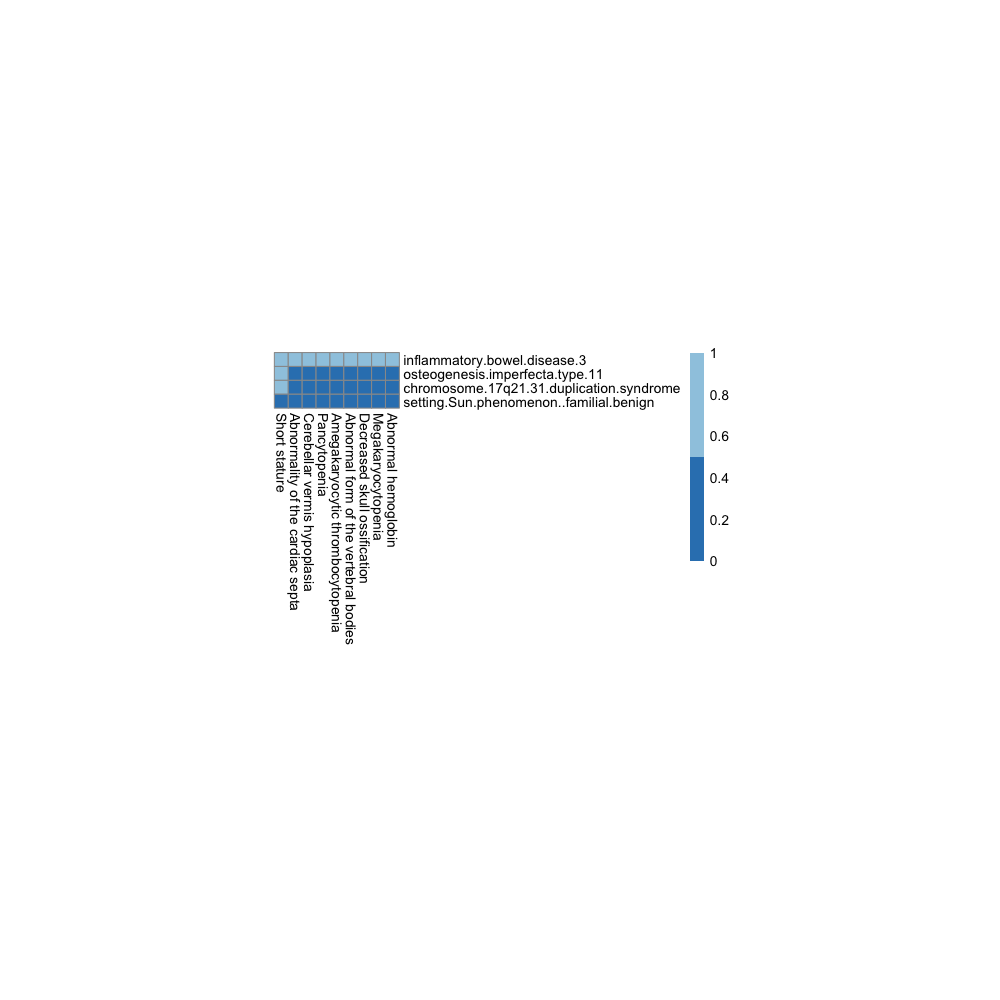 inflammatory.bowel.disease.3
osteogenesis.imperfecta.type.11
chromosome.17q21.31.duplication.syndrome
setting.Sun.phenomenon..familial.benign
Short stature
Abnormality of the cardiac septa
Cerebellar vermis hypoplasia
Pancytopenia
Amegakaryocytic thrombocytopenia
Abnormal form of the vertebral bodies
Decreased skull ossification
Megakaryocytopenia
Abnormal hemoglobin
1
0.8
0.6
0.4
0.2
0